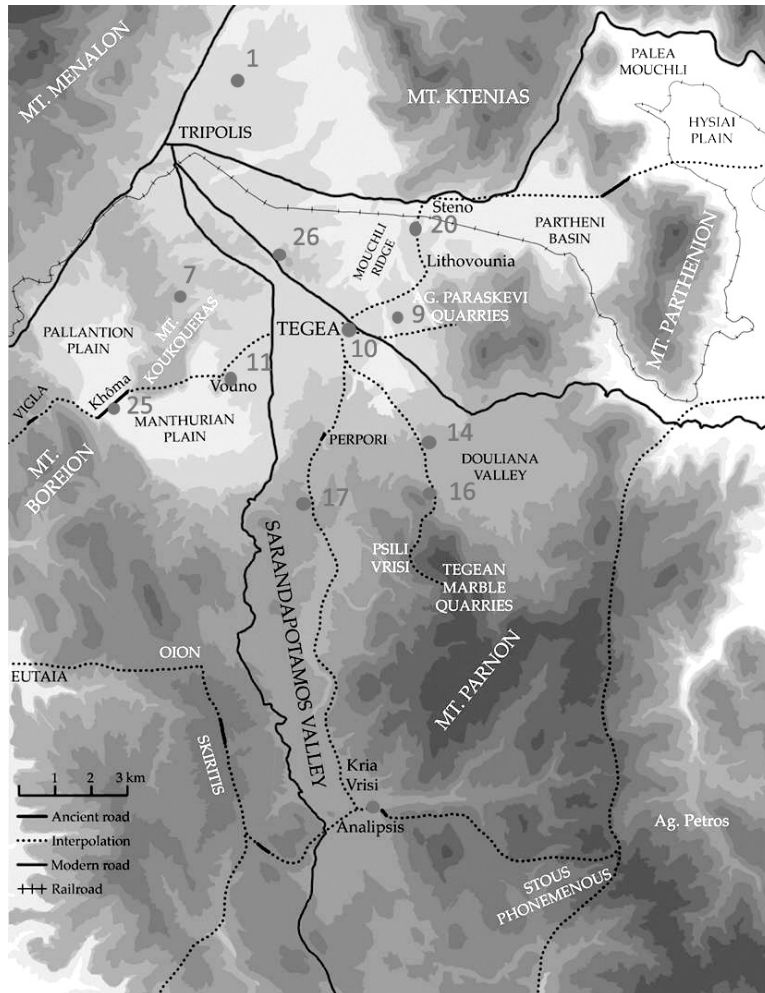 MT. MENALON
1
MT. KTENIAS
PALEA
MOUCHLI
HYSIAI
PLAIN
TRIPOLIS
Steno
20
PARTHENI
BASIN
MOUCHLI
RIDGE
26
Lithovounia
7
AG. PARASKEVI
QUARRIES
9
MT. PARTHENION
MT.
KOUKOUERAS
PALLANTION
PLAIN
TEGEA
10
11
Vouno
Khôma
25
VIGLA
MANTHURIAN
PLAIN
MT.
BOREION
PERPORI
14
DOULIANA
VALLEY
16
17
PSILI
VRISI
TEGEAN
MARBLE
QUARRIES
SARANDAPOTAMOS VALLEY
MT. PARNON
OION
EUTAIA
SKIRITIS
Kria
Vrisi
Analipsis
Ag. Petros
STOUS
PHONEMENOUS
1 2 3 km
Ancient road
Interpolation
Modern road
Railroad